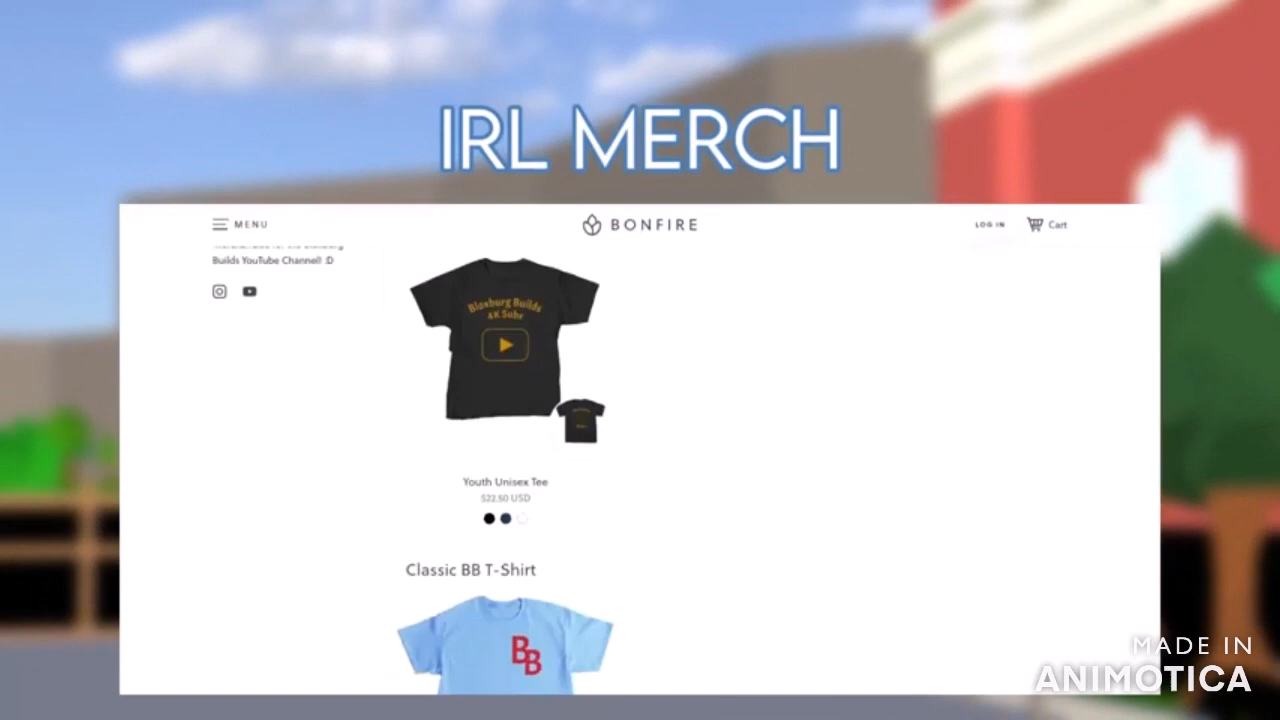 IRL MERCH
MENU
BONFIRE
LOG IN
Cart
Builds YouTube Channel! :D
Bloxburg Builds
4K Subs
Youth Unisex Tee
$22.50 USD
Classic BB T-Shirt
BB
MADE IN
ANIMOTICA